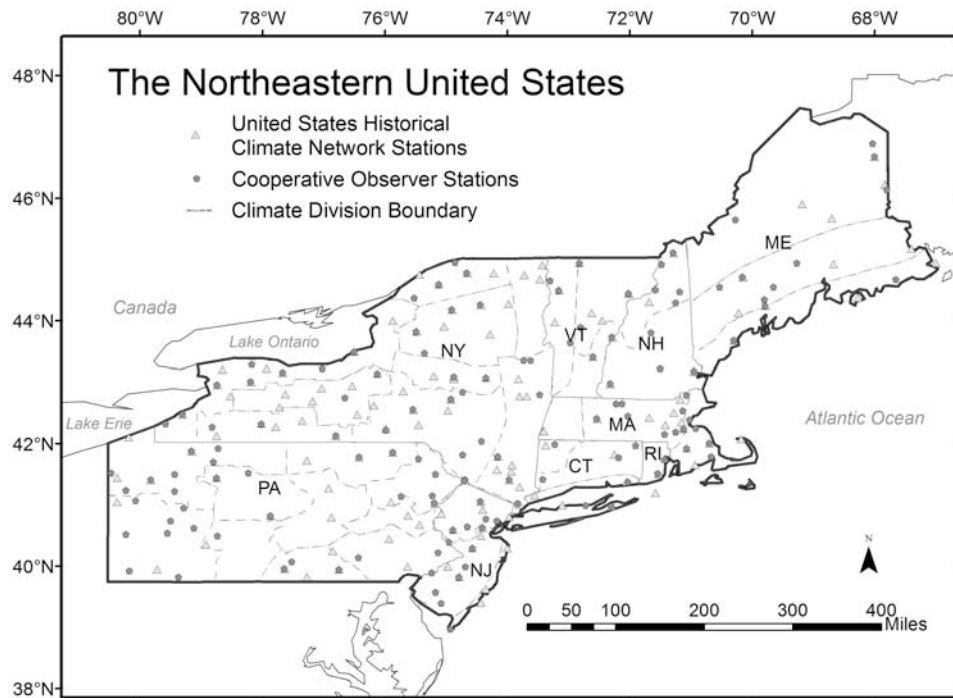 80°W 78°W 76°W 74°W 72°W 70°W 68°W
48°N
The Northeastern United States
United States Historical
Climate Network Stations
Cooperative Observer Stations
46°N
Climate Division Boundary
ME
Canada
44°N
Lake Ontario
NY
VT
NH
Lake Erie
Atlantic Ocean
MA
42°N
RI
CT
PA
N
40°N
NJ
0 50 100 200 300 400
Miles
38°N